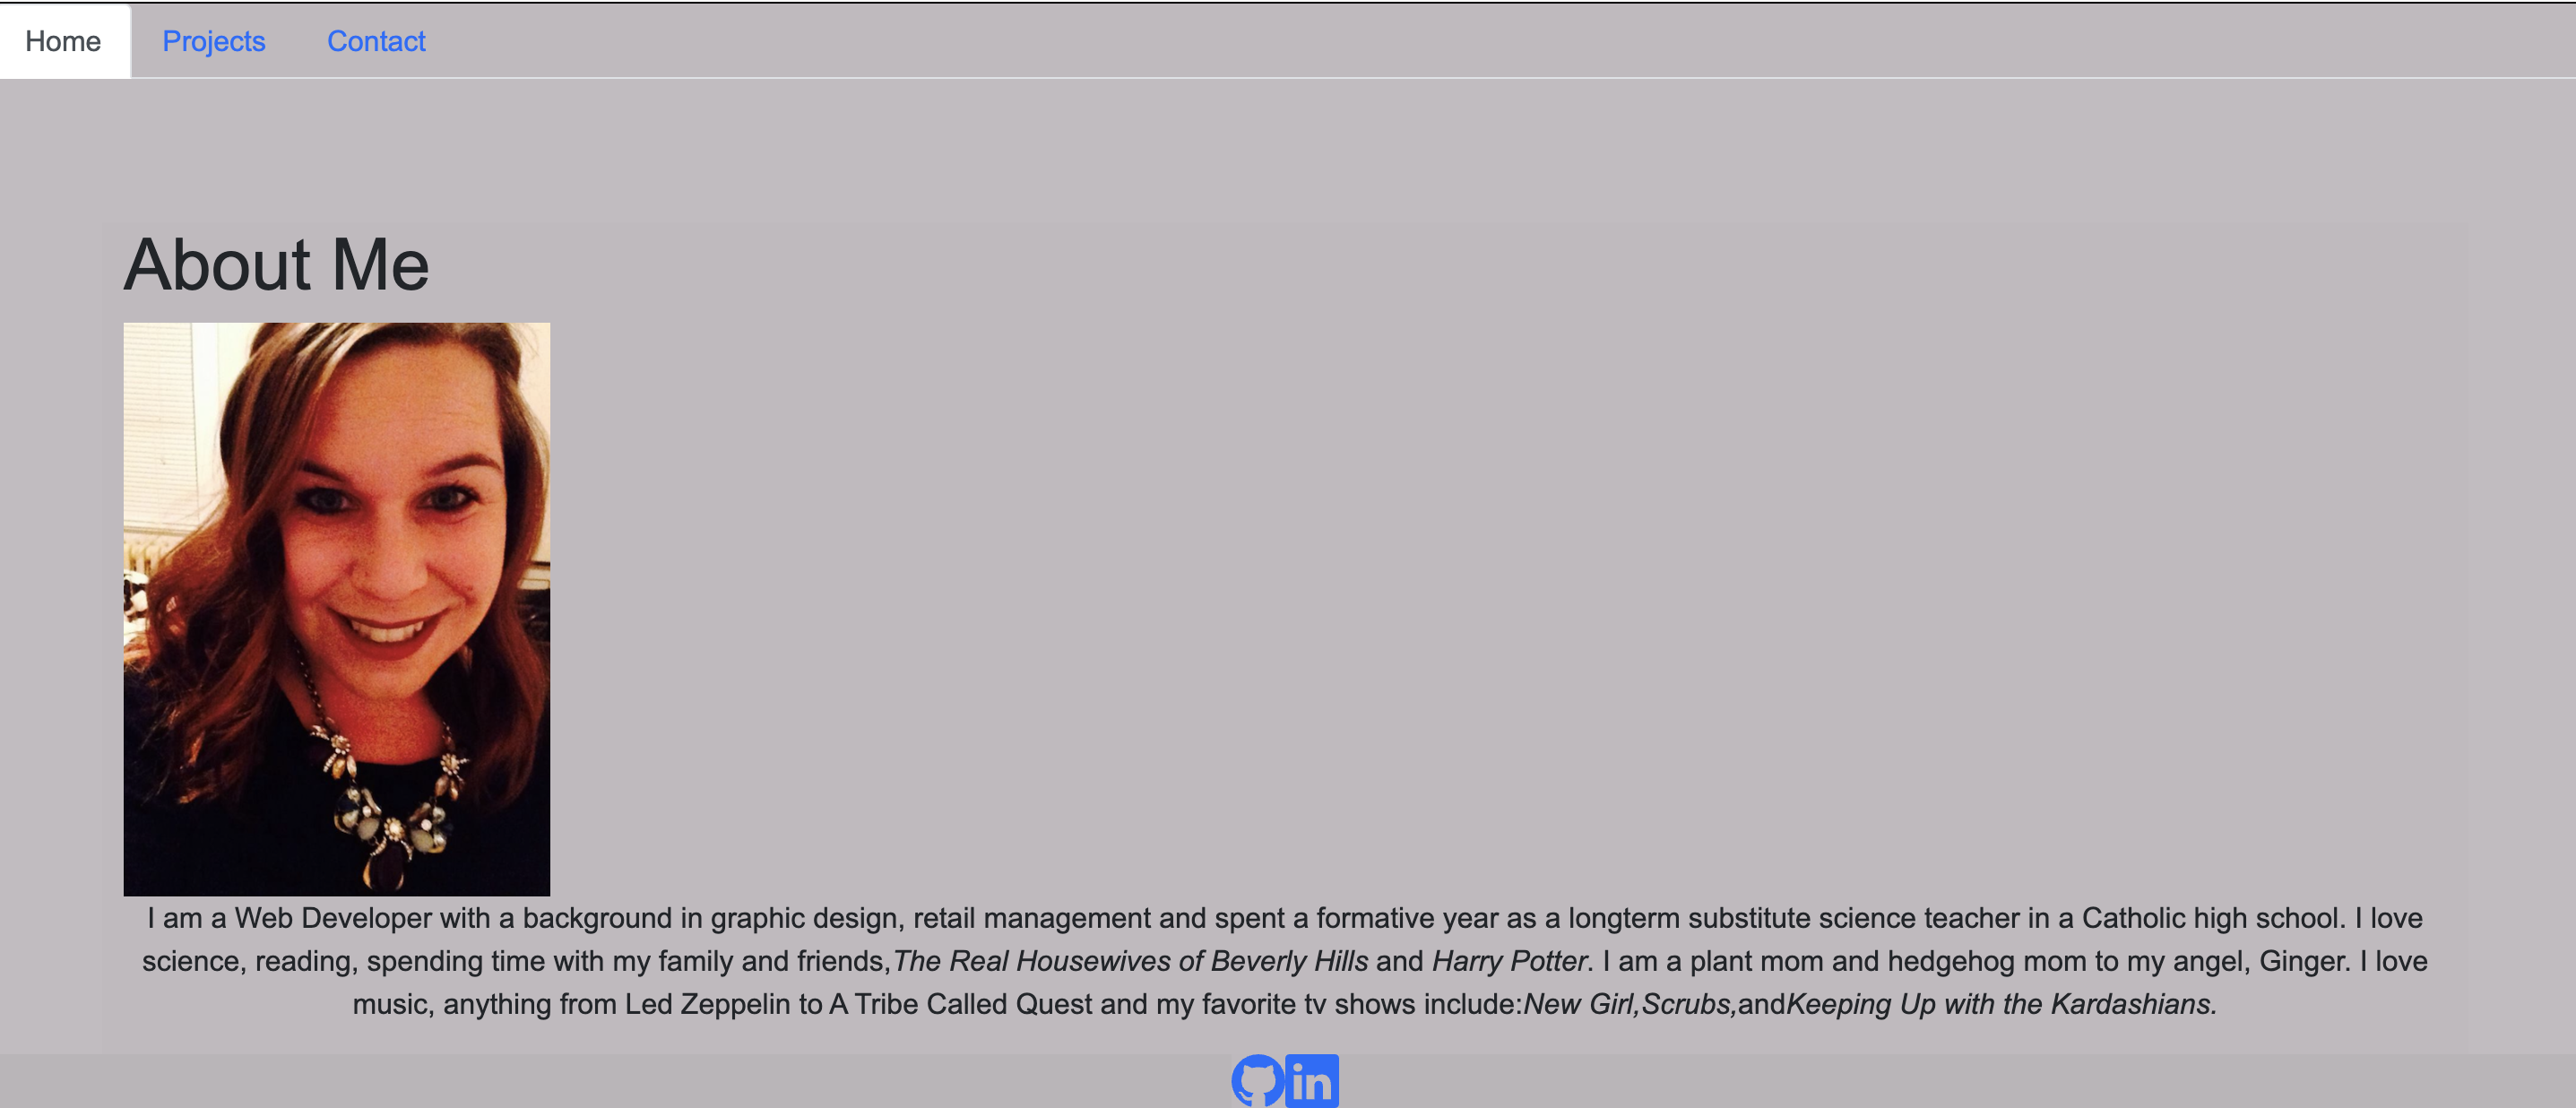 Home Projects Contact
About Me
I am a Web Developer with a background in graphic design, retail management and spent a formative year as a longterm substitute science teacher in a Catholic high school. I love
science, reading, spending time with my family and friends,The Real Housewives of Beverly Hills and Harry Potter. I am a plant mom and hedgehog mom to my angel, Ginger. I love
music, anything from Led Zeppelin to A Tribe Called Quest and my favorite tv shows include:New Girl,Scrubs,andKeeping Up with the Kardashians.
in